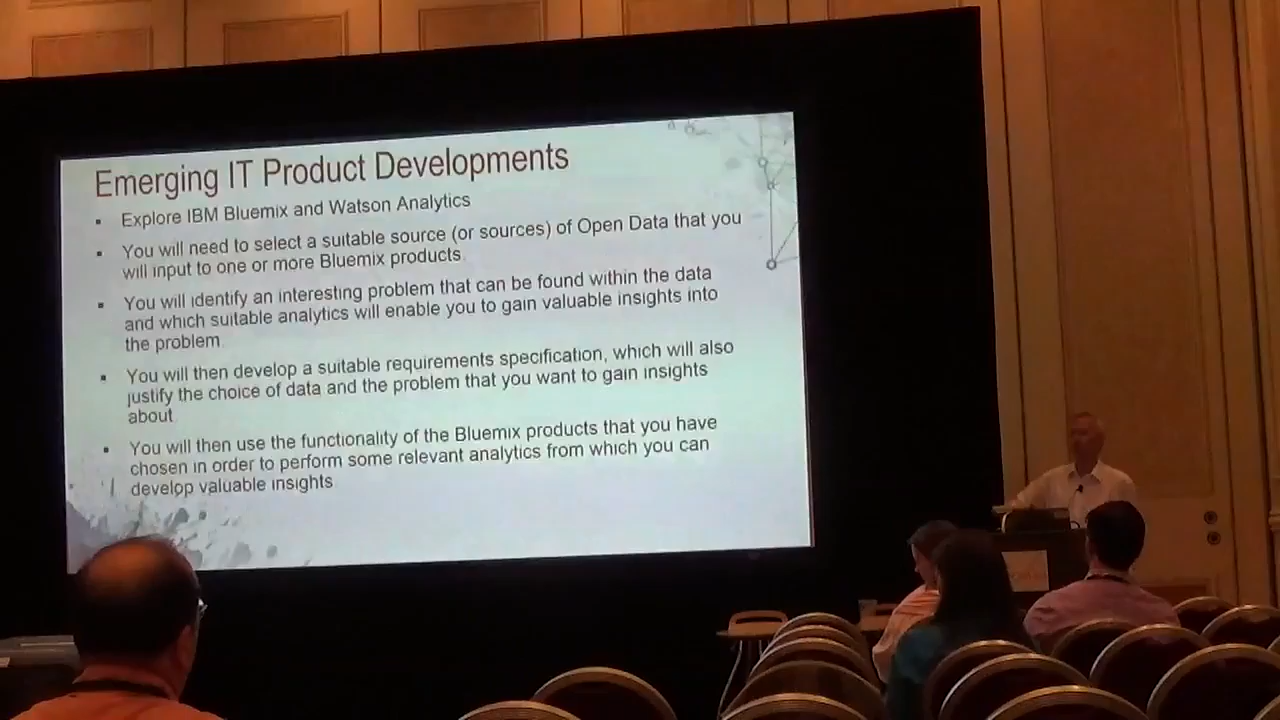 Emerging IT Product Developments
▪ Explore IBM Bluemix and Watson Analytics
▪ You will need to select a suitable source (or sources) of Open Data that you
will input to one or more Bluemix products.
▪ You will identify an interesting problem that can be found within the data
and which suitable analytics will enable you to gain valuable insights into
the problem.
▪ You will then develop a suitable requirements specification, which will also
justify the choice of data and the problem that you want to gain insights
about.
▪ You will then use the functionality of the Bluemix products that you have
chosen in order to perform some relevant analytics from which you can
develop valuable insights.